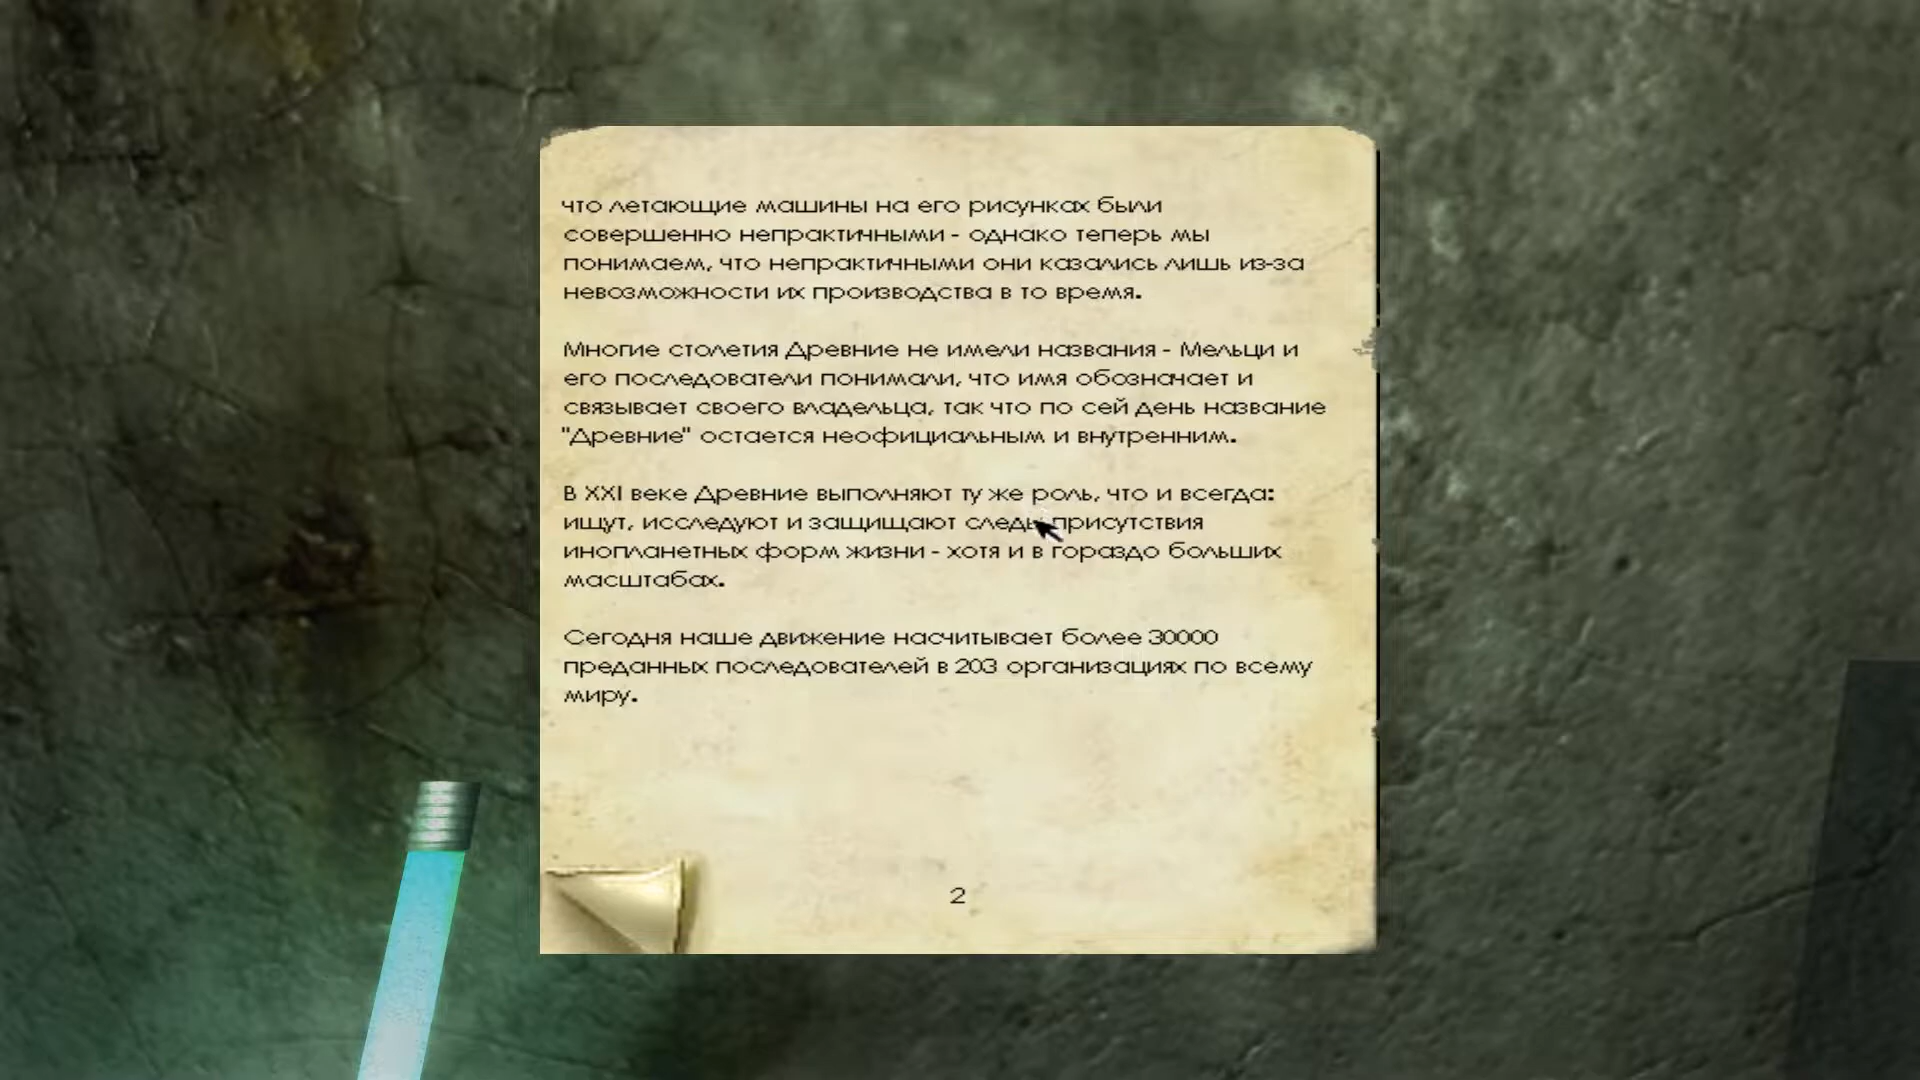 что летающие машины на его рисунках были
совершенно непрактичными - однако теперь мы
понимаем, что непрактичными они казались лишь из-за
невозможности их производства в то время.
Многие столетия Древние не имели названия - Мельци и
его последователи понимали, что имя обозначает и
связывает своего владельца, так что по сей день название
"Древние" остается неофициальным и внутренним.
В XXI веке Древние выполняют ту же роль, что и всегда:
ищут, исследуют и защищают следы присутствия
инопланетных форм жизни - хотя и в гораздо больших
масштабах.
Сегодня наше движение насчитывает более 30000
преданных последователей в 203 организациях по всему
миру.
2